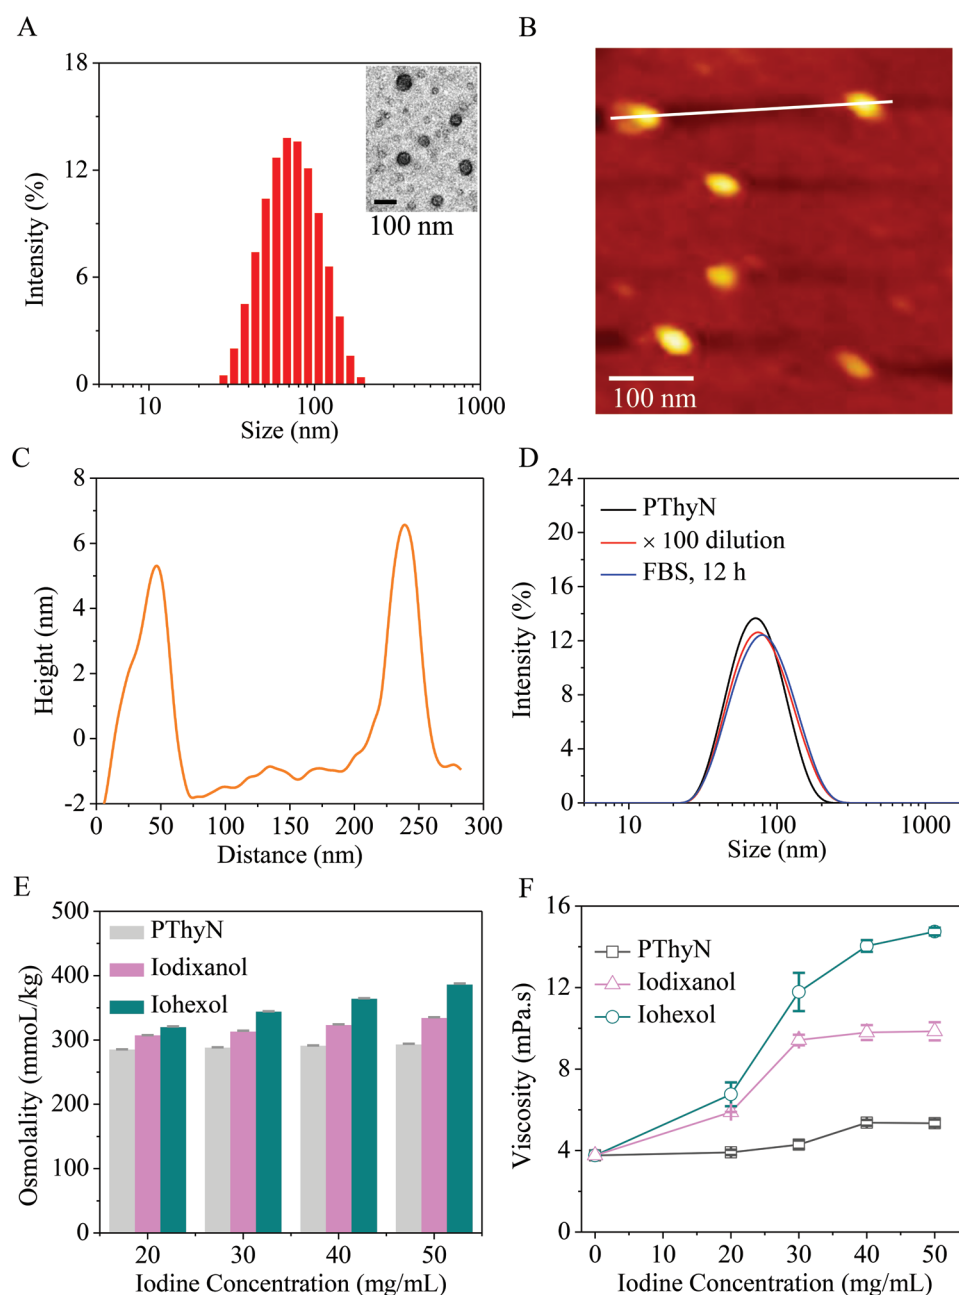 A
18
12
6
0
Intensity (%)
10
100
1000
Size (nm)
100 nm
B
100 nm
C
8
6
4
2
0
-2
Height (nm)
0
50
100
150
200
250
300
Distance (nm)
D
24
20
16
12
8
4
0
Intensity (%)
PThyN
× 100 dilution
FBS, 12 h
10
100
1000
Size (nm)
E
500
400
300
200
100
0
Osmolality (mmoL/kg)
PThyN
Iodixanol
Iohexol
20
30
40
50
Iodine Concentration (mg/mL)
F
16
12
8
4
0
Viscosity (mPa.s)
PThyN
Iodixanol
Iohexol
0
10
20
30
40
50
Iodine Concentration (mg/mL)